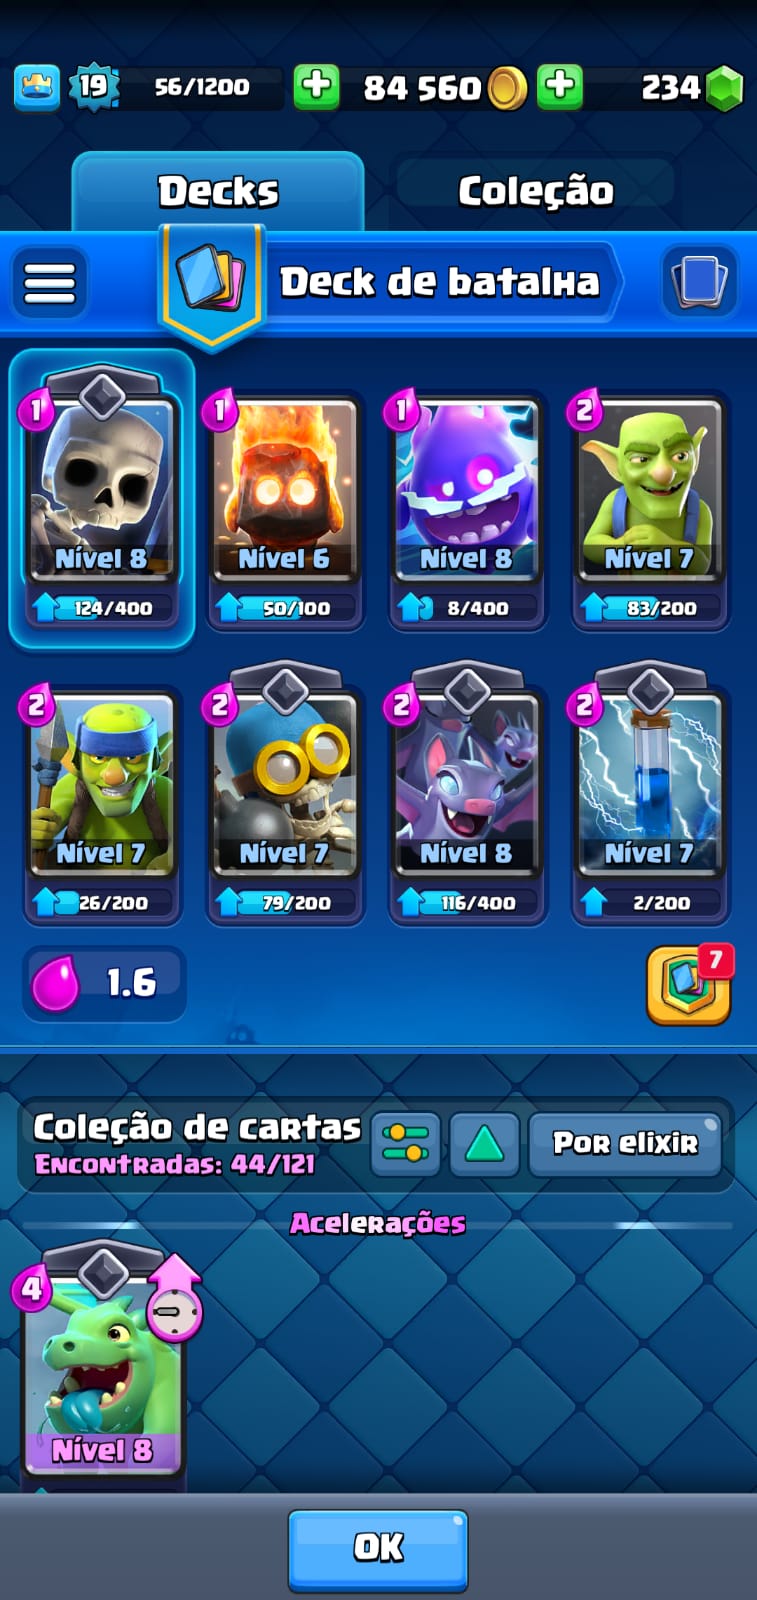 19 56/1200 84 560 234
Decks Coleção
Deck de batalha
1 1 1 2
Nível 8 Nível 6 Nível 8 Nível 7
124/400 50/100 8/400 83/200
2 2 2 2
Nível 7 Nível 7 Nível 8 Nível 7
26/200 79/200 116/400 2/200
1.6 7
Coleção de cartas
Encontradas: 44/121
Por elixir
Acelerações
4
Nível 8
OK